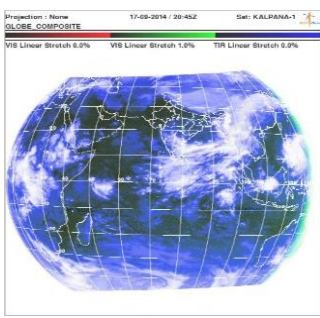 Projection : None 17-09-2014 / 20:45Z Sat: KALPANA-1
GLOBE_COMPOSITE
VIS Linear Stretch 0.0% VIS Linear Stretch 1.0% TIR Linear Stretch 0.0%